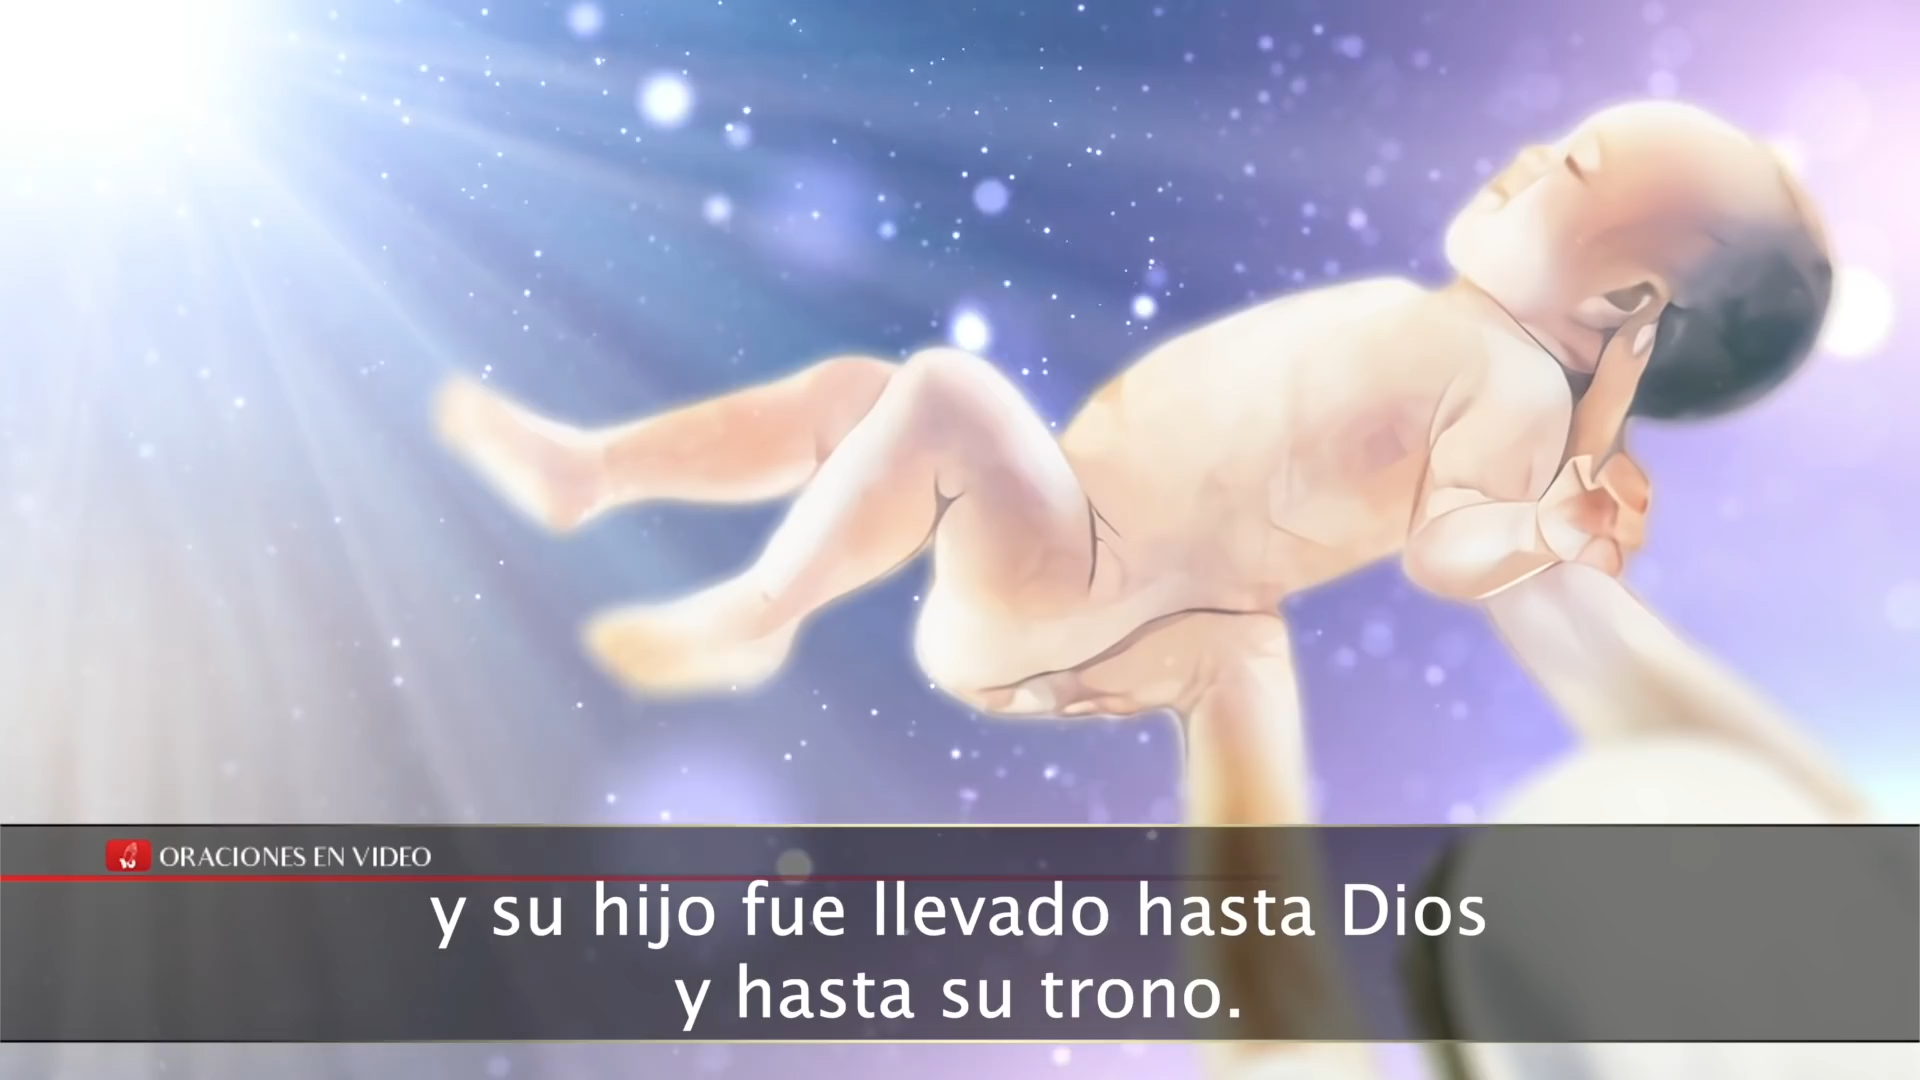 ORACIONES EN VIDEO
y su hijo fue llevado hasta Dios
y hasta su trono.